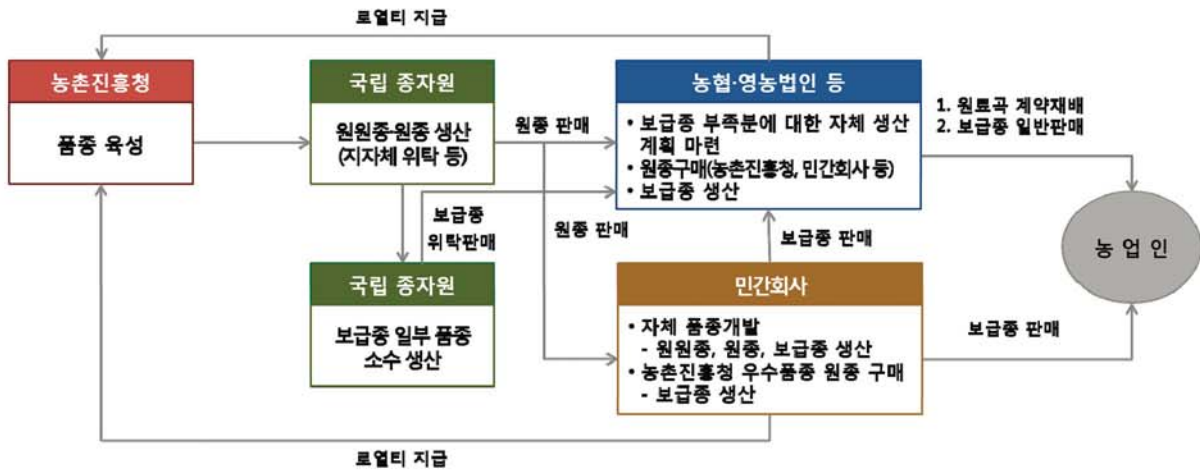 로열티 지급
농촌진흥청
품종 육성
국립 종자원
원원종·원종 생산
(지자체 위탁 등)
원종 판매
농협·영농법인 등
• 보급종 부족분에 대한 자체 생산
계획 마련
• 원종구매(농촌진흥청, 민간회사 등)
• 보급종 생산
1. 원료곡 계약재배
2. 보급종 일반판매
보급종
위탁판매
원종 판매
보급종 판매
농 업 인
국립 종자원
보급종 일부 품종
소수 생산
민간회사
• 자체 품종개발
- 원원종, 원종, 보급종 생산
• 농촌진흥청 우수품종 원종 구매
- 보급종 생산
보급종 판매
로열티 지급